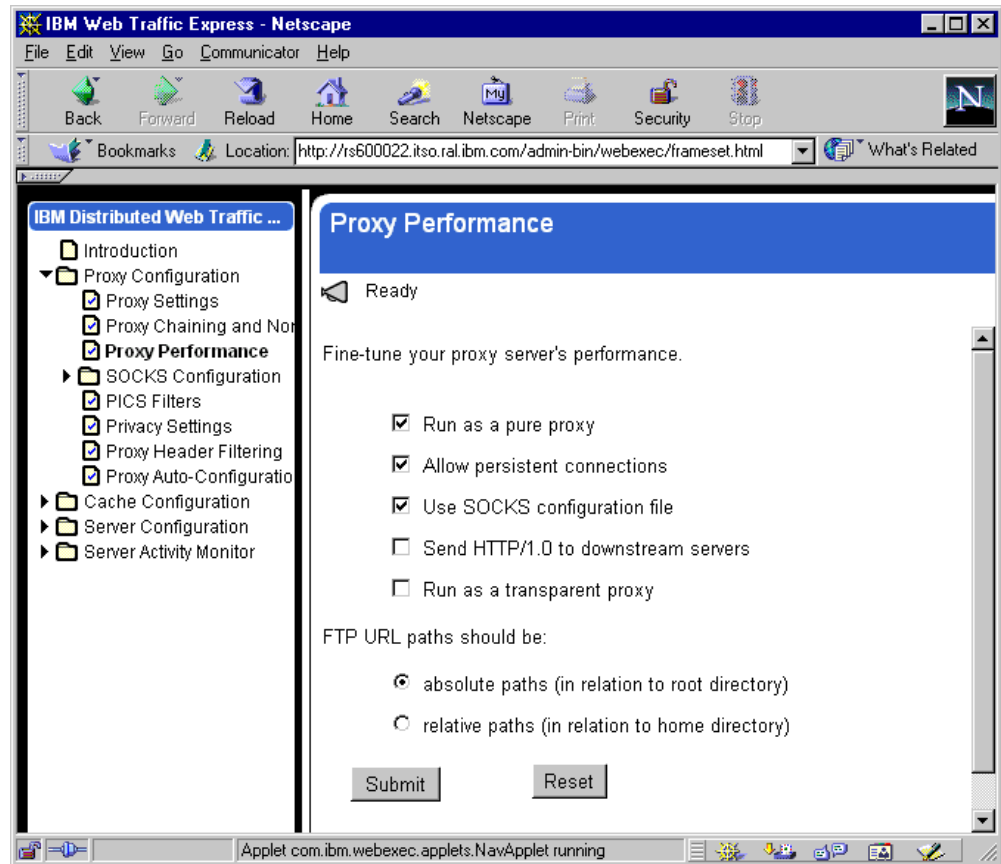 IBM Web Traffic Express - Netscape
File Edit View Go Communicator Help
Back Forward Reload Home Search Netscape Print Security Stop
My
N
Bookmarks Location: http://rs600022.itso.ral.ibm.com/admin-bin/webexec/frameset.html What's Related
IBM Distributed Web Traffic ...
Introduction
Proxy Configuration
Proxy Settings
Proxy Chaining and Nor
Proxy Performance
SOCKS Configuration
PICS Filters
Privacy Settings
Proxy Header Filtering
Proxy Auto-Configuratio
Cache Configuration
Server Configuration
Server Activity Monitor
Proxy Performance
Ready
Fine-tune your proxy server's performance.
Run as a pure proxy
Allow persistent connections
Use SOCKS configuration file
Send HTTP/1.0 to downstream servers
Run as a transparent proxy
FTP URL paths should be:
absolute paths (in relation to root directory)
relative paths (in relation to home directory)
Submit Reset
Applet com.ibm.webexec.applets.NavApplet running